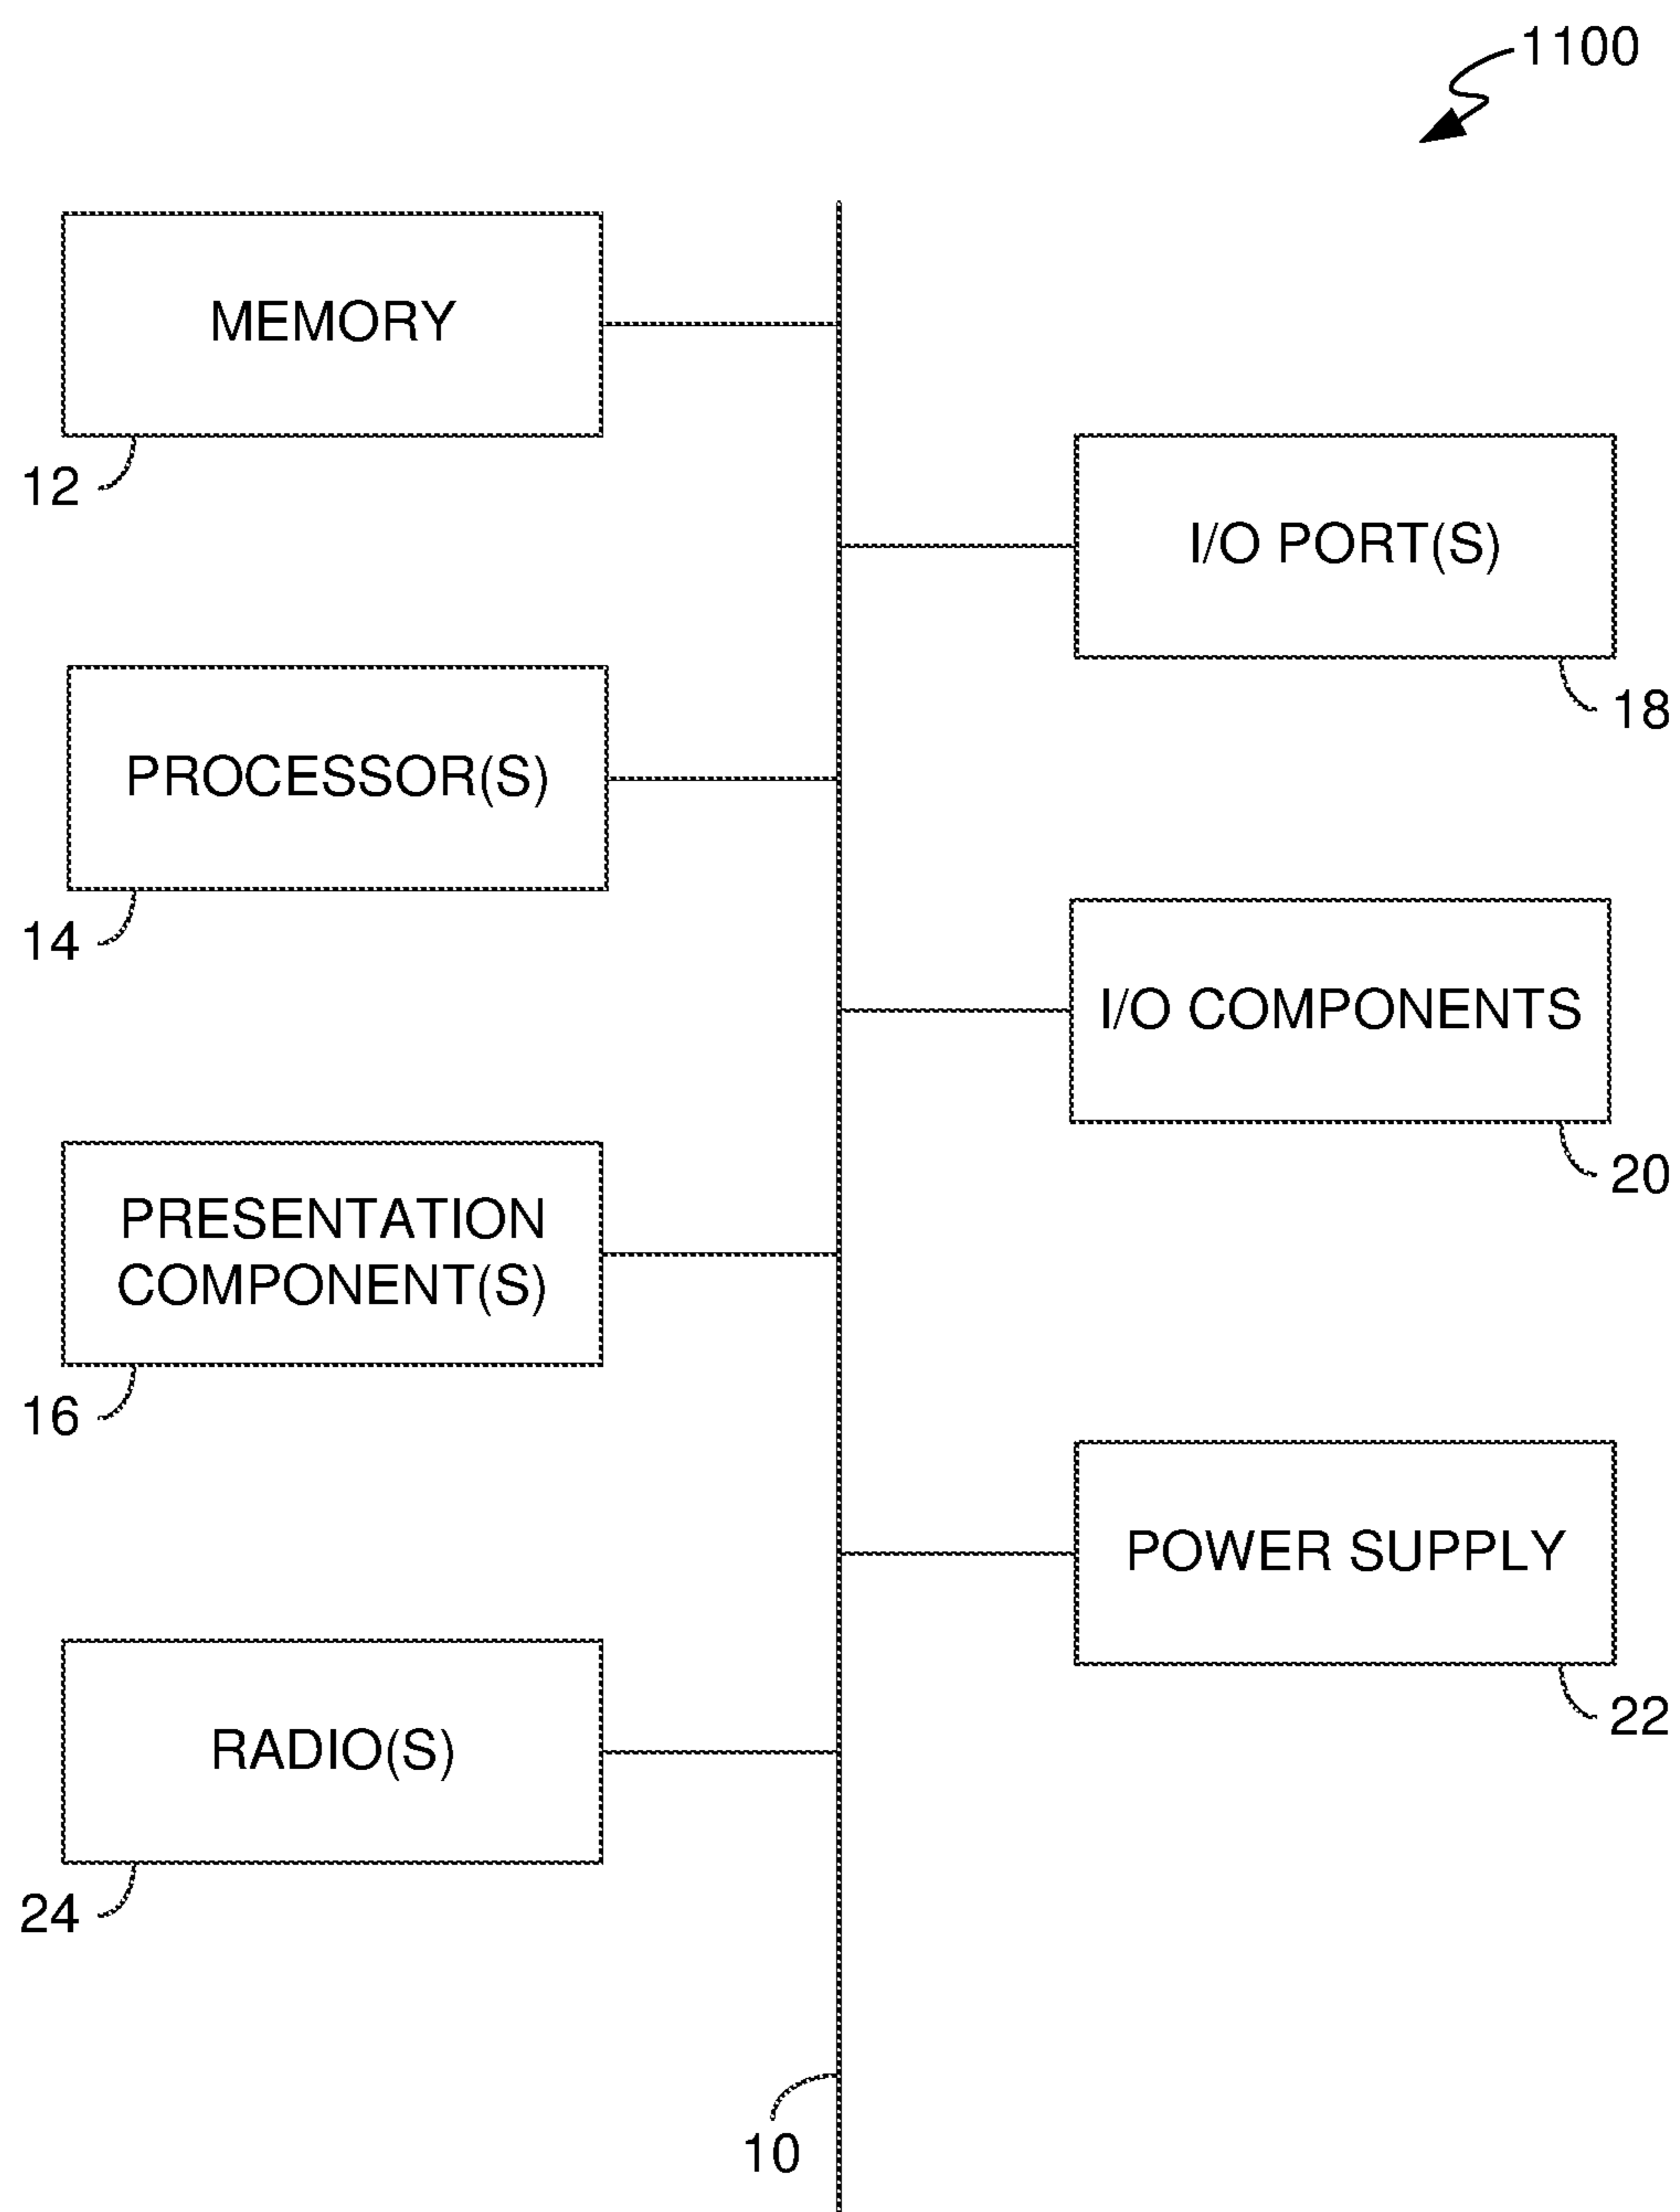 1100
MEMORY
12
I/O PORT(S)
18
PROCESSOR(S)
14
I/O COMPONENTS
20
PRESENTATION
COMPONENT(S)
16
POWER SUPPLY
22
RADIO(S)
24
10